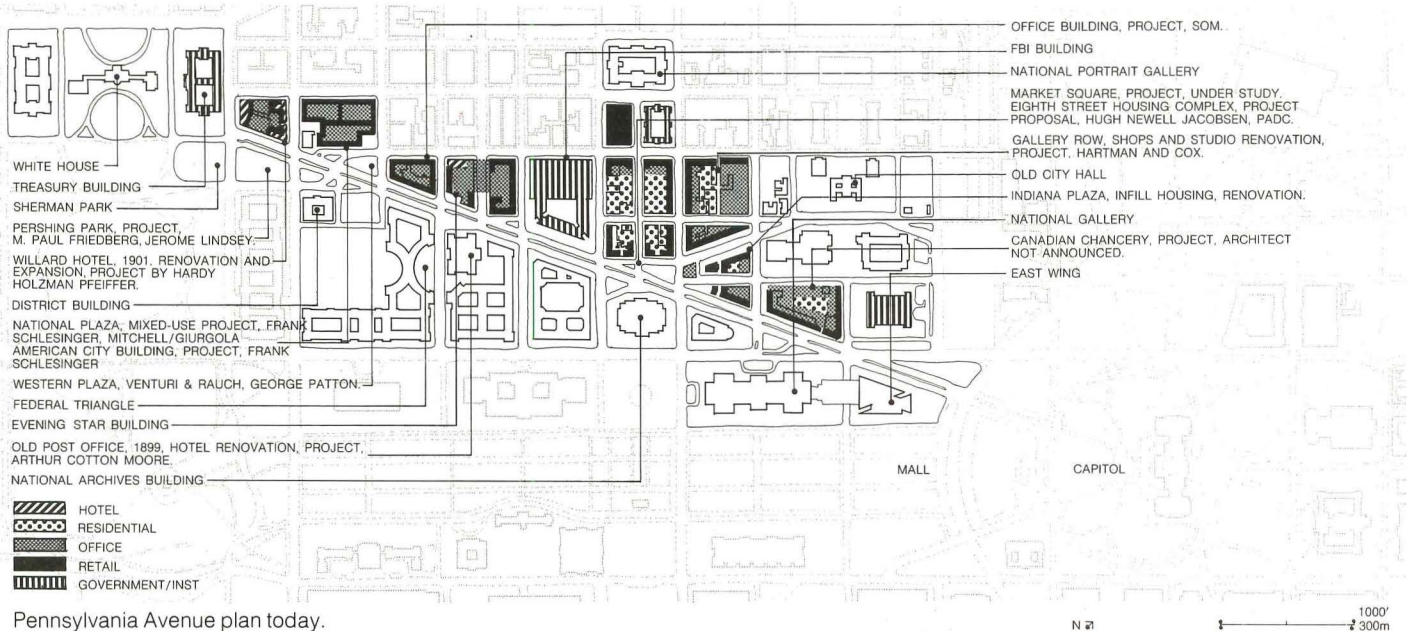 WHITE HOUSE
TREASURY BUILDING
SHERMAN PARK
PERSHING PARK, PROJECT,
M. PAUL FRIEDBERG, JEROME LINDSEY.
WILLARD HOTEL, 1901. RENOVATION AND
EXPANSION, PROJECT BY HARDY
HOLZMAN PFEIFFER.
DISTRICT BUILDING
NATIONAL PLAZA, MIXED-USE PROJECT, FRANK
SCHLESINGER, MITCHELL/GIURGOLA
AMERICAN CITY BUILDING, PROJECT, FRANK
SCHLESINGER
WESTERN PLAZA, VENTURI & RAUCH, GEORGE PATTON.
FEDERAL TRIANGLE
EVENING STAR BUILDING
OLD POST OFFICE, 1899, HOTEL RENOVATION, PROJECT,
ARTHUR COTTON MOORE.
NATIONAL ARCHIVES BUILDING
HOTEL
RESIDENTIAL
OFFICE
RETAIL
GOVERNMENT/INST
OFFICE BUILDING, PROJECT, SOM.
FBI BUILDING
NATIONAL PORTRAIT GALLERY
MARKET SQUARE, PROJECT, UNDER STUDY.
EIGHTH STREET HOUSING COMPLEX, PROJECT
PROPOSAL, HUGH NEWELL JACOBSEN, PADC.
GALLERY ROW, SHOPS AND STUDIO RENOVATION,
PROJECT. HARTMAN AND COX.
OLD CITY HALL
INDIANA PLAZA, INFILL HOUSING, RENOVATION.
NATIONAL GALLERY
CANADIAN CHANCERY, PROJECT, ARCHITECT
NOT ANNOUNCED.
EAST WING
MALL
CAPITOL
Pennsylvania Avenue plan today.
N
1000'
300m